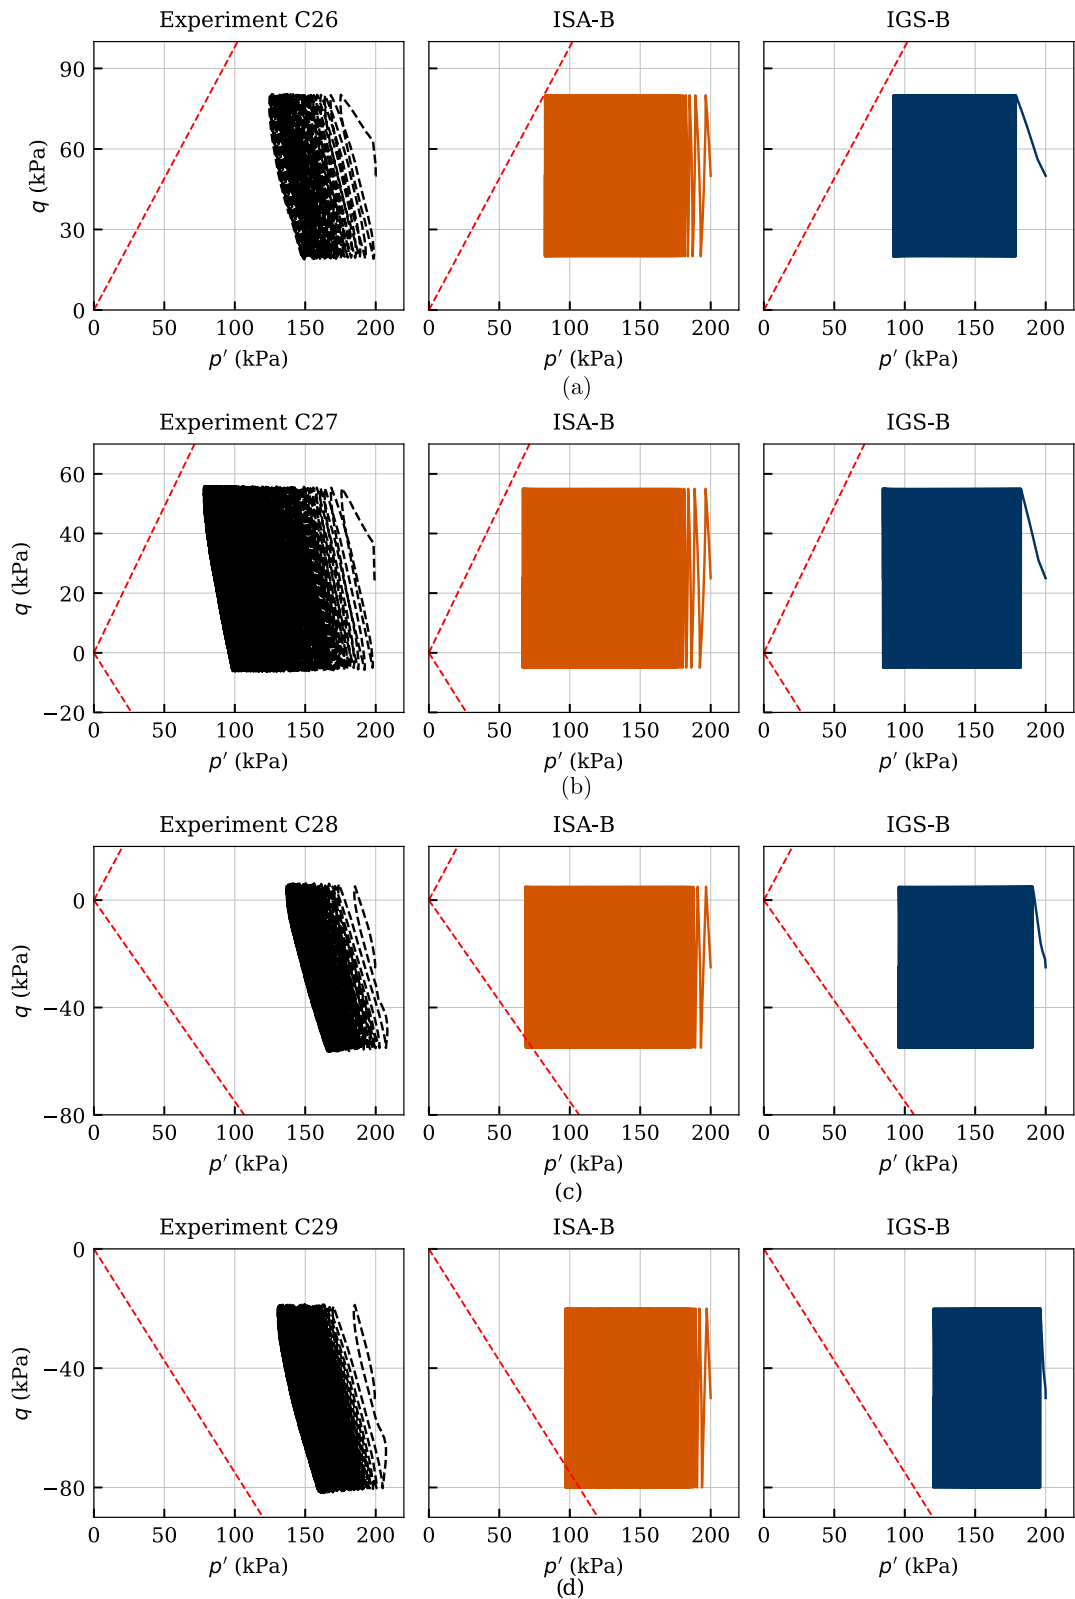 Experiment C26 ISA-B IGS-B
90
60
30
0
q (kPa)
0 50 100 150 200 0 50 100 150 200 0 50 100 150 200
p′ (kPa) p′ (kPa) p′ (kPa)
(a)
Experiment C27 ISA-B IGS-B
60
40
20
0
−20
q (kPa)
0 50 100 150 200 0 50 100 150 200 0 50 100 150 200
p′ (kPa) p′ (kPa) p′ (kPa)
(b)
Experiment C28 ISA-B IGS-B
0
−40
−80
q (kPa)
0 50 100 150 200 0 50 100 150 200 0 50 100 150 200
p′ (kPa) p′ (kPa) p′ (kPa)
(c)
Experiment C29 ISA-B IGS-B
0
−40
−80
q (kPa)
0 50 100 150 200 0 50 100 150 200 0 50 100 150 200
p′ (kPa) p′ (kPa) p′ (kPa)
(d)